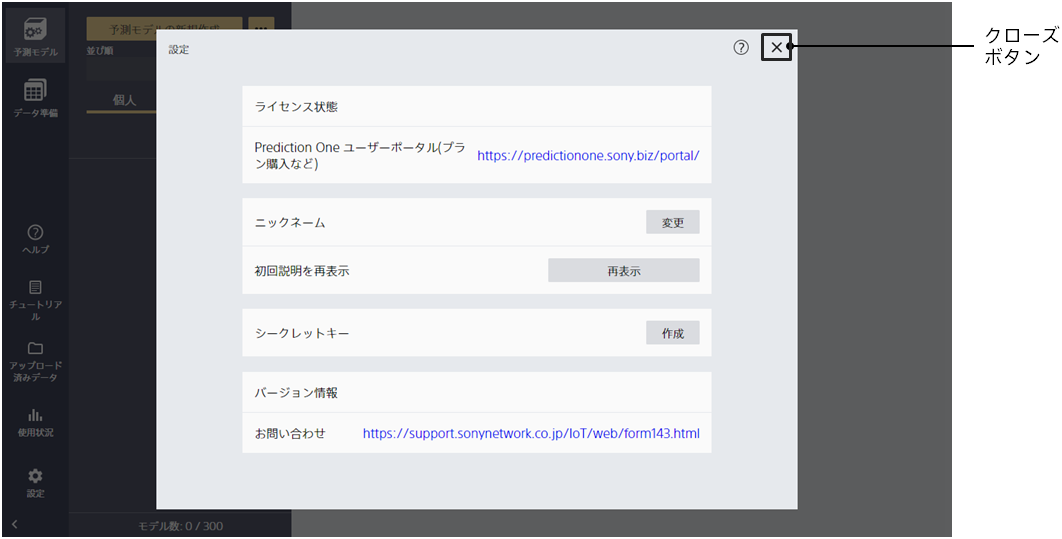 予測モデル
データ準備
ヘルプ
チュートリア
ル
アップロード
済みデータ
使用状況
設定
予測モデルの新規作成
...
並び順
個人
モデル数: 0 / 300
設定
ライセンス状態
Prediction One ユーザーポータル(プラ
ン購入など)
https://predictionone.sony.biz/portal/
ニックネーム
変更
初回説明を再表示
再表示
シークレットキー
作成
バージョン情報
お問い合わせ
https://support.sonynetwork.co.jp/IoT/web/form143.html
クローズ
ボタン